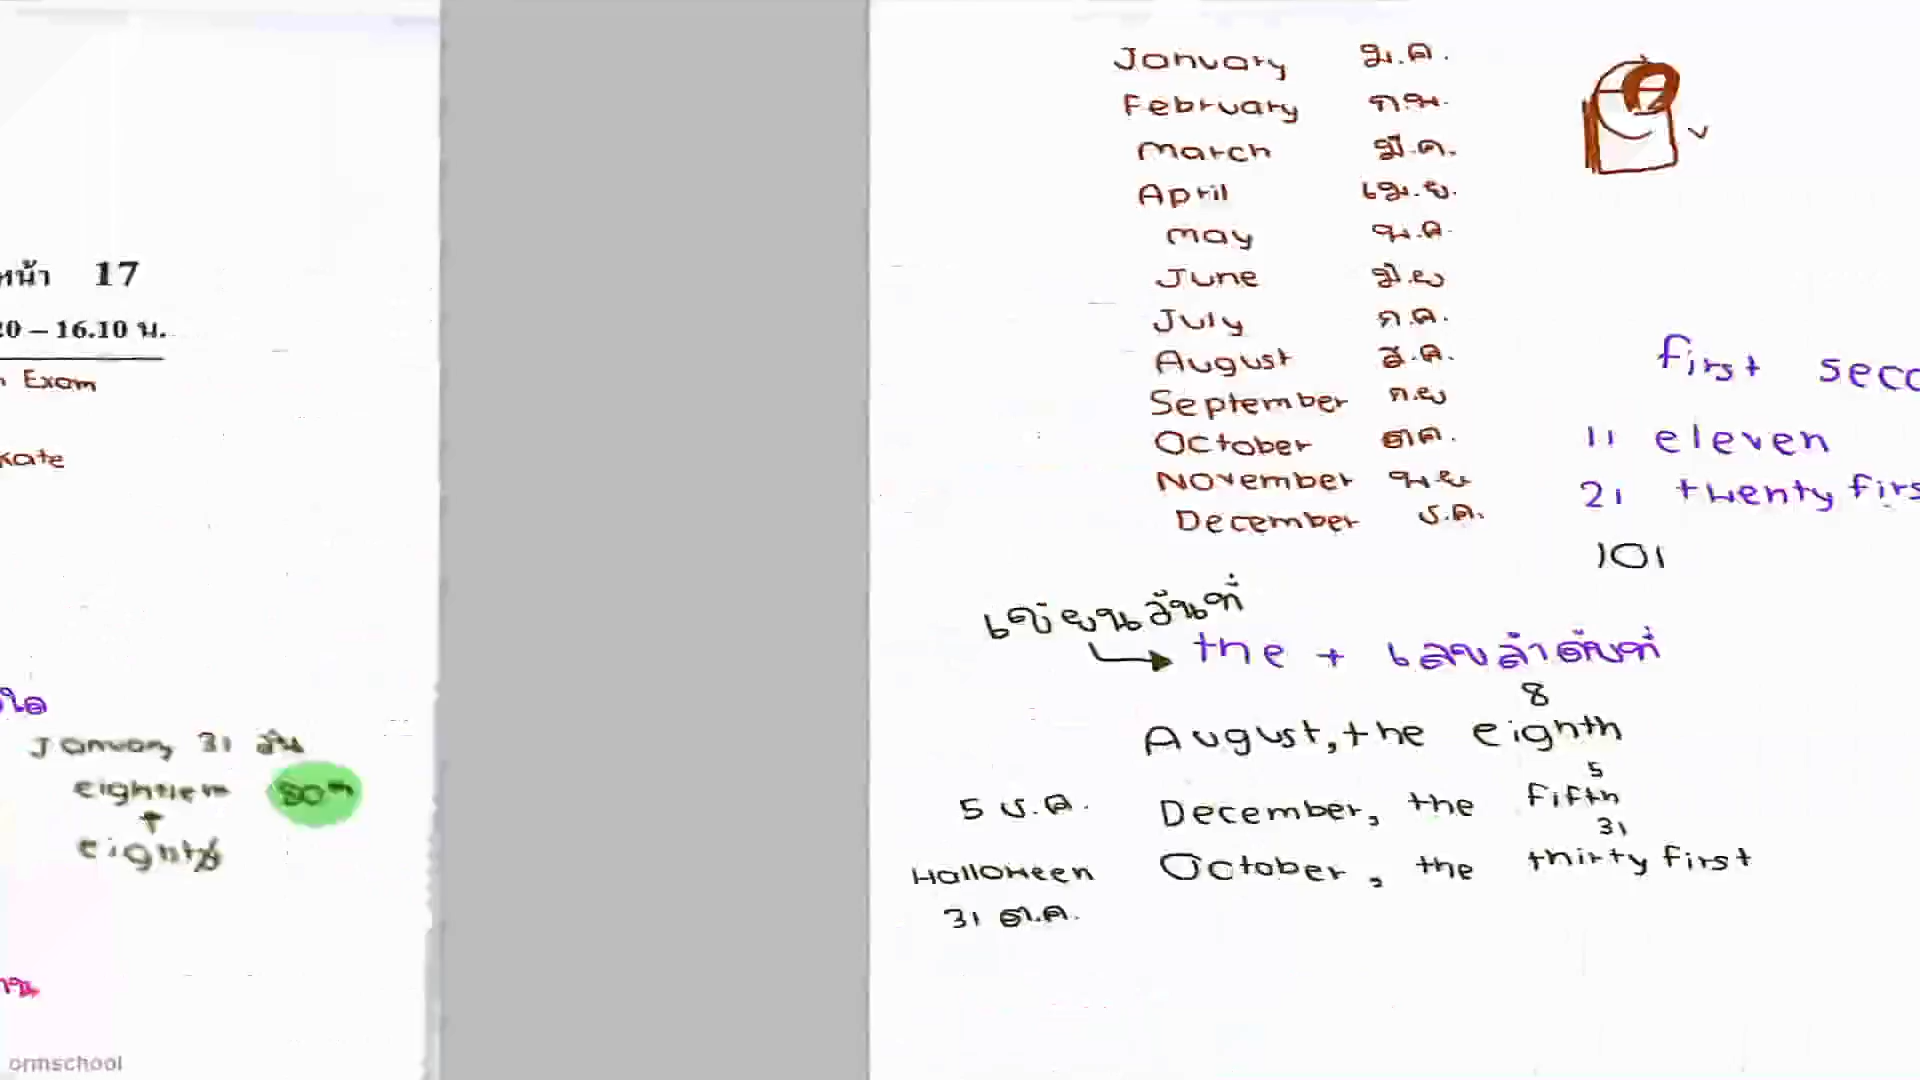 หน้า 17
20 – 16.10 น.
Exam
kate
January 31 วัน
eightieth 80th
eighty
ormschool
January ม.ค.
February ก.พ.
March มี.ค.
April เม.ย.
May พ.ค.
June มิ.ย
July ก.ค.
August ส.ค.
September ก.ย
October ต.ค.
November พ.ย
December ธ.ค.
first seco
11 eleven
21 twenty firs
101
เขียนวันที่
the + เลขลำดับที่
8
August, the eighth
5
5 ธ.ค. December, the fifth
31
Halloween October, the thirty first
31 ต.ค.